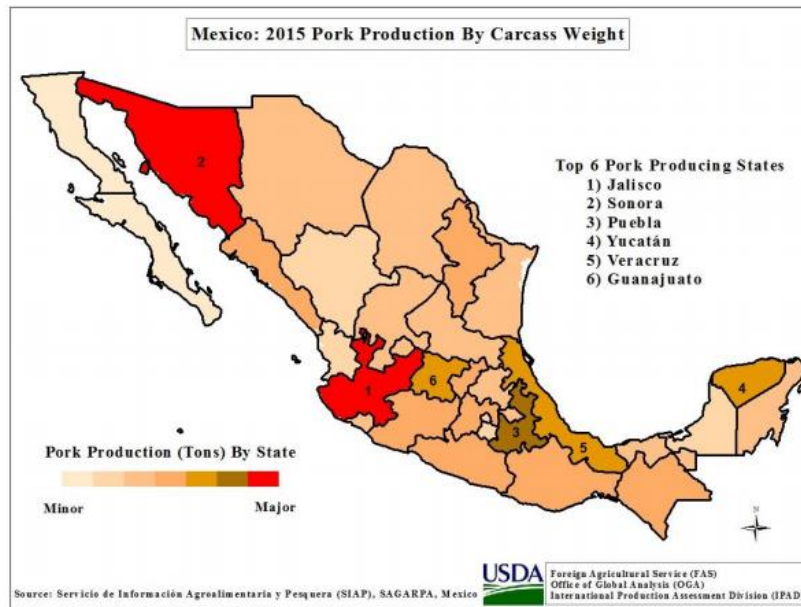 Mexico: 2015 Pork Production By Carcass Weight
Top 6 Pork Producing States
1) Jalisco
2) Sonora
3) Puebla
4) Yucatán
5) Veracruz
6) Guanajuato
2
4
1
6
3
5
Pork Production (Tons) By State
Minor Major
N
Source: Servicio de Información Agroalimentaria y Pesquera (SIAP), SAGARPA, Mexico
USDA
Foreign Agricultural Service (FAS)
Office of Global Analysis (OGA)
International Production Assessment Division (IPAD)